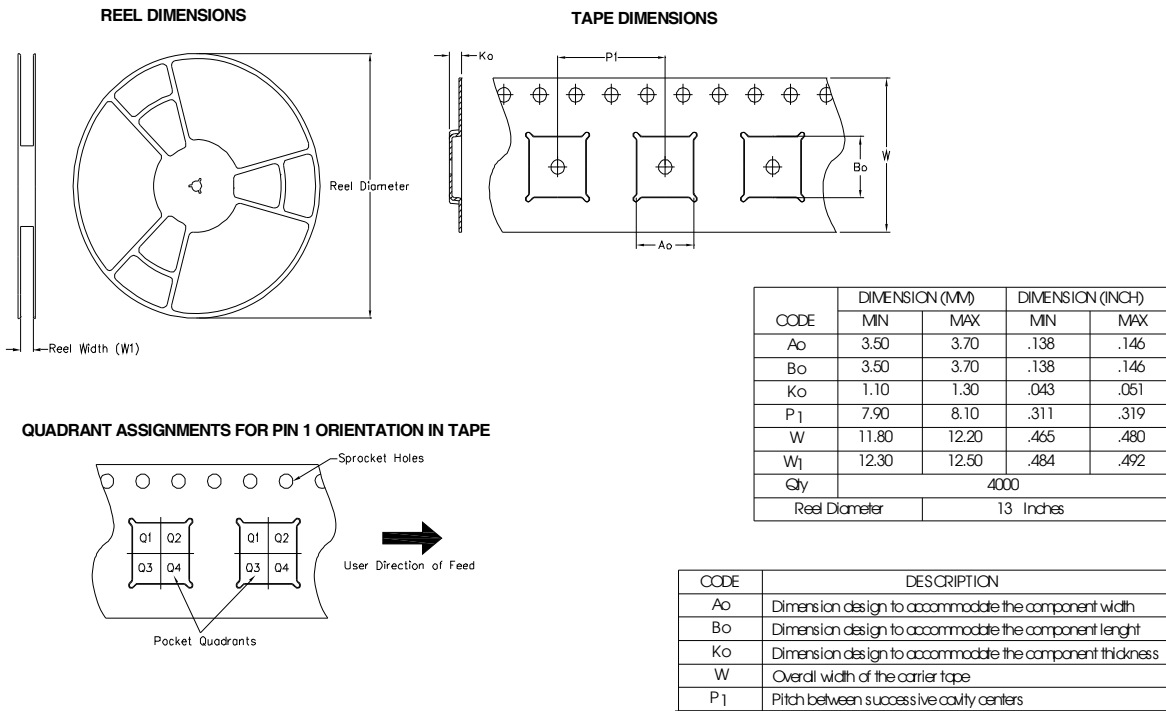 REEL DIMENSIONS
TAPE DIMENSIONS
Ko
P1
Reel Diameter
Bo
W
Ao
Reel Width (W1)
CODE DIMENSION (MM) DIMENSION (INCH)
MIN MAX MIN MAX
Ao 3.50 3.70 .138 .146
Bo 3.50 3.70 .138 .146
Ko 1.10 1.30 .043 .051
P1 7.90 8.10 .311 .319
W 11.80 12.20 .465 .480
W1 12.30 12.50 .484 .492
Qty 4000
Reel Diameter 13 Inches
QUADRANT ASSIGNMENTS FOR PIN 1 ORIENTATION IN TAPE
Sprocket Holes
Q1 Q2 Q1 Q2
Q3 Q4 Q3 Q4
User Direction of Feed
Pocket Quadrants
CODE DESCRIPTION
Ao Dimension design to accommodate the component width
Bo Dimension design to accommodate the component lenght
Ko Dimension design to accommodate the component thickness
W Overall width of the carrier tape
P1 Pitch between successive cavity centers